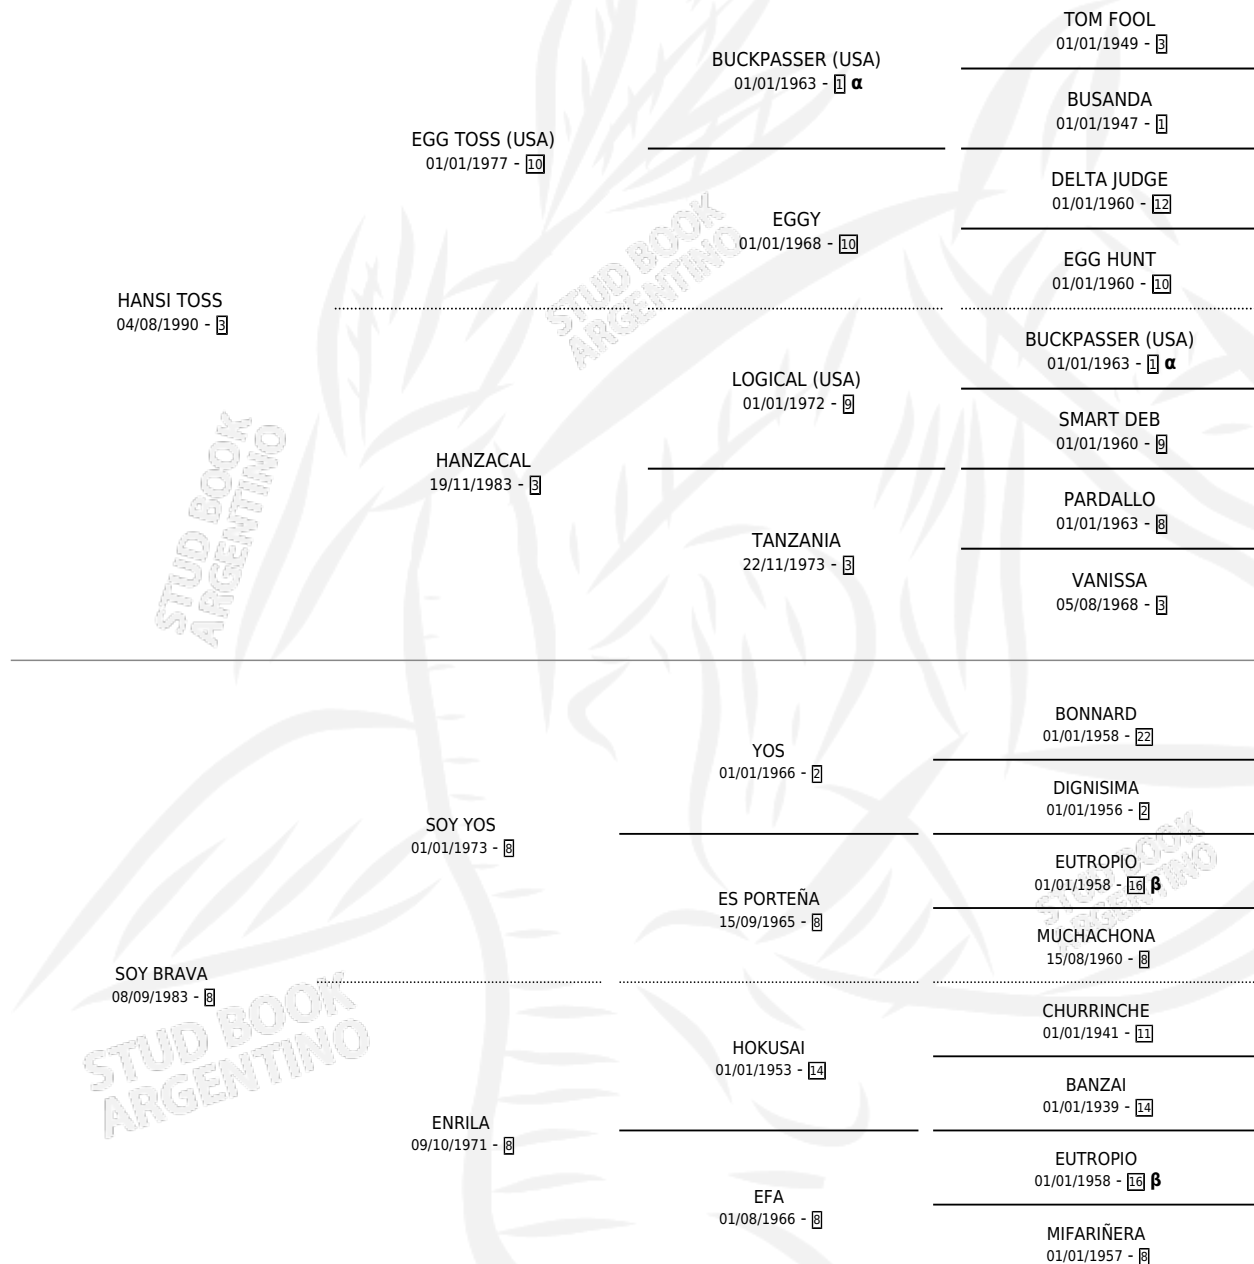 TOM FOOL
01/01/1949 - 3
BUCKPASSER (USA)
01/01/1963 - 1 α
BUSANDA
01/01/1947 - 1
EGG TOSS (USA)
01/01/1977 - 10
DELTA JUDGE
01/01/1960 - 12
EGGY
01/01/1968 - 10
EGG HUNT
01/01/1960 - 10
HANSI TOSS
04/08/1990 - 3
BUCKPASSER (USA)
01/01/1963 - 1 α
LOGICAL (USA)
01/01/1972 - 9
SMART DEB
01/01/1960 - 9
HANZACAL
19/11/1983 - 3
PARDALLO
01/01/1963 - 8
TANZANIA
22/11/1973 - 3
VANISSA
05/08/1968 - 3
BONNARD
01/01/1958 - 22
YOS
01/01/1966 - 2
DIGNISIMA
01/01/1956 - 2
SOY YOS
01/01/1973 - 8
EUTROPIO
01/01/1958 - 16 β
ES PORTEÑA
15/09/1965 - 8
MUCHACHONA
15/08/1960 - 8
SOY BRAVA
08/09/1983 - 8
CHURRINCHE
01/01/1941 - 11
HOKUSAI
01/01/1953 - 14
BANZAI
01/01/1939 - 14
ENRILA
09/10/1971 - 8
EUTROPIO
01/01/1958 - 16 β
EFA
01/08/1966 - 8
MIFARIÑERA
01/01/1957 - 8
STUD BOOK
ARGENTINO
STUD BOOK
ARGENTINO
STUD BOOK
ARGENTINO
STUD BOOK
ARGENTINO